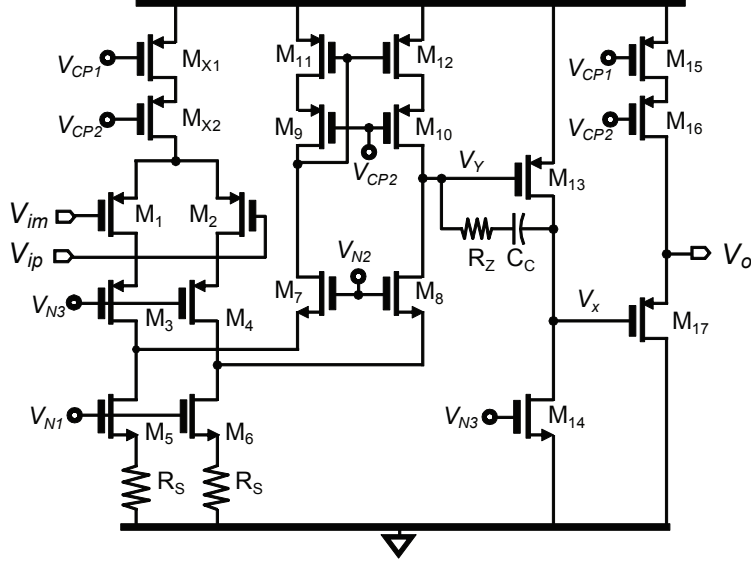 V_CP1
M_X1
V_CP2
M_X2
V_im
M_1
M_2
V_ip
V_N3
M_3
M_4
V_N1
M_5
M_6
R_S
R_S
M_11
M_12
M_9
M_10
V_CP2
V_N2
M_7
M_8
V_Y
M_13
R_Z
C_C
V_x
V_N3
M_14
V_CP1
M_15
V_CP2
M_16
V_o
M_17